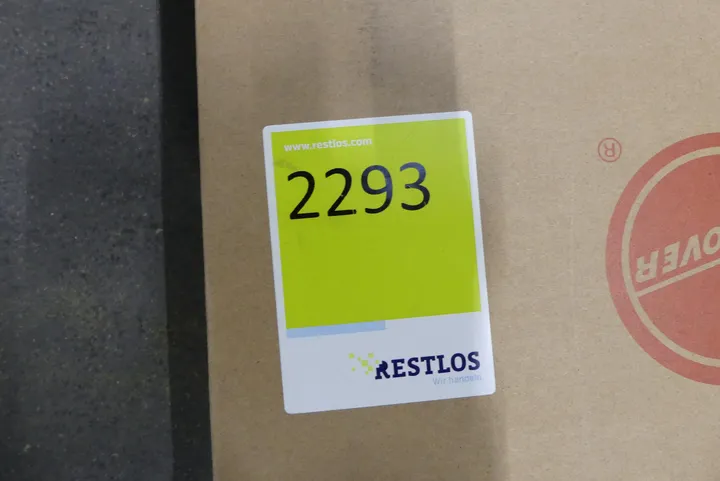 www.restlos.com
2293
RESTLOS
Wir handeln.
®
OVER